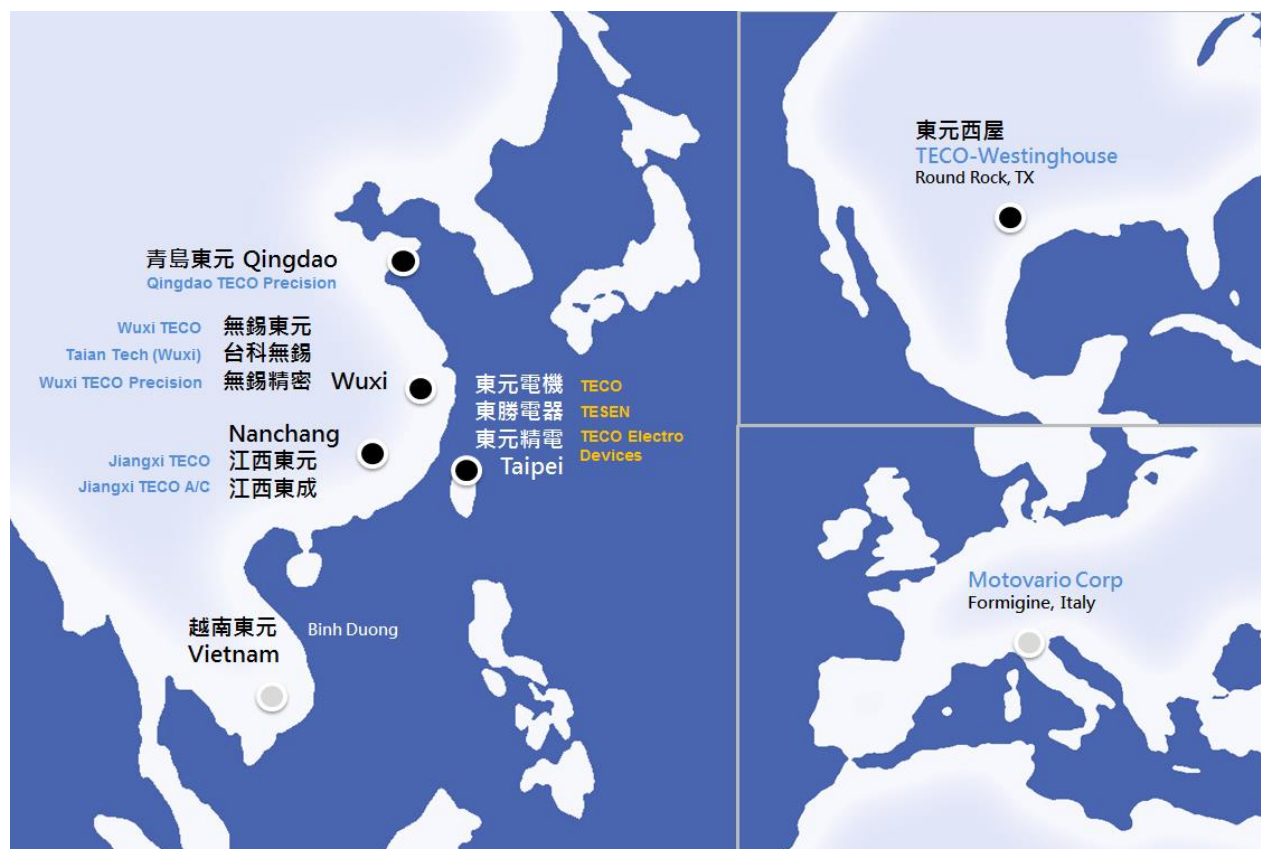 青島東元 Qingdao
Qingdao TECO Precision
Wuxi TECO 無錫東元
Taian Tech (Wuxi) 台科無錫
Wuxi TECO Precision 無錫精密 Wuxi
Nanchang
Jiangxi TECO 江西東元
Jiangxi TECO A/C 江西東成
東元電機 TECO
東勝電器 TESEN
東元精電 TECO Electro Devices
Taipei
越南東元 Binh Duong
Vietnam
東元西屋
TECO-Westinghouse
Round Rock, TX
Motovario Corp
Formigine, Italy